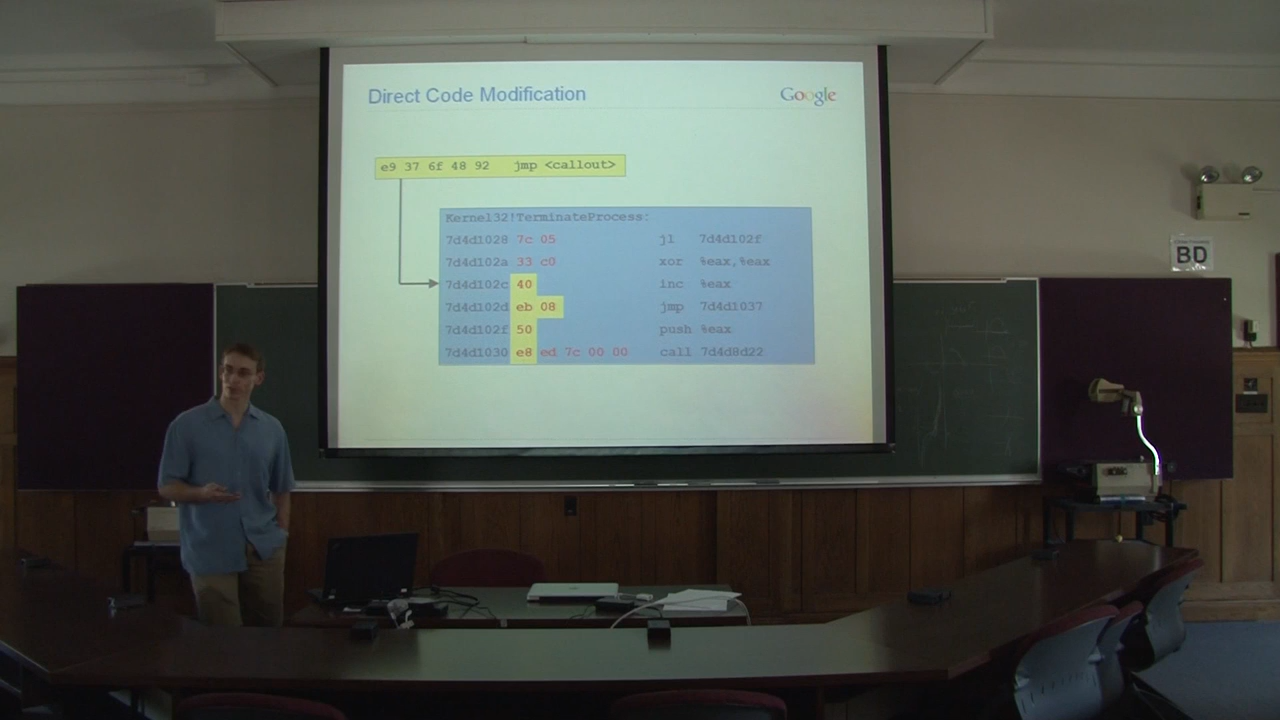 Direct Code Modification
Google
e9 37 6f 48 92 jmp <callout>
Kernel32!TerminateProcess:
7d4d1028 7c 05 jl 7d4d102f
7d4d102a 33 c0 xor %eax,%eax
7d4d102c 40 inc %eax
7d4d102d eb 08 jmp 7d4d1037
7d4d102f 50 push %eax
7d4d1030 e8 ed 7c 00 00 call 7d4d8d22
BD